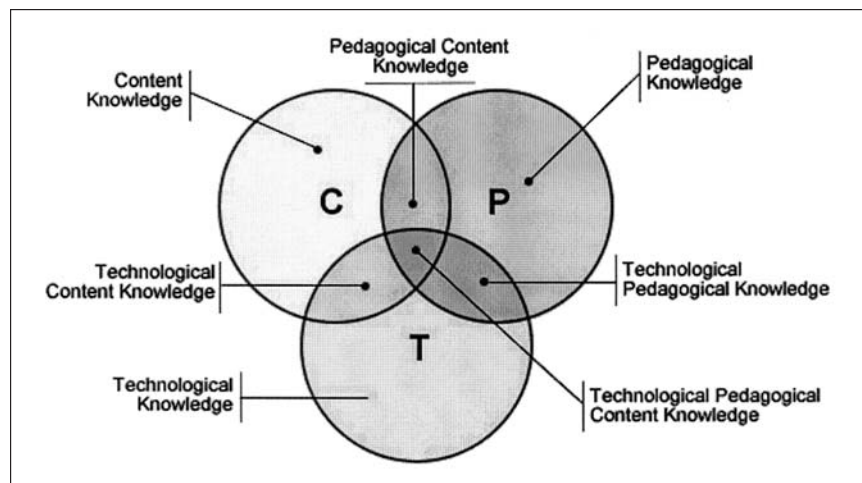 Pedagogical Content
Knowledge
Content
Knowledge
Pedagogical
Knowledge
C
P
Technological
Content Knowledge
Technological
Pedagogical Knowledge
T
Technological
Knowledge
Technological Pedagogical
Content Knowledge